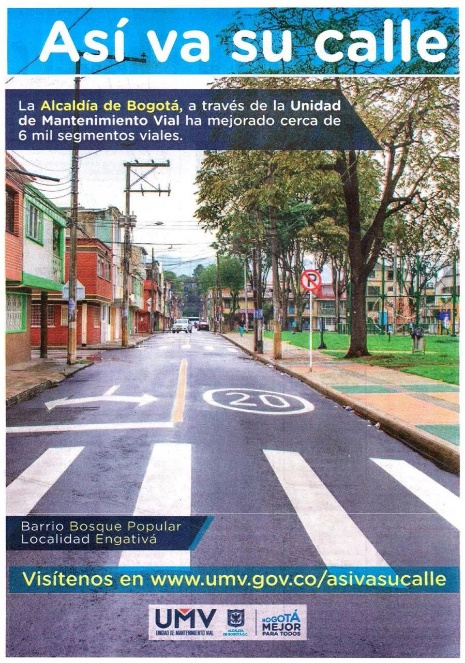 Así va su calle
La Alcaldía de Bogotá, a través de la Unidad
de Mantenimiento Vial ha mejorado cerca de
6 mil segmentos viales.
P
20
Barrio Bosque Popular
Localidad Engativá
Visítenos en www.umv.gov.co/asivasucalle
UMV
UNIDAD DE MANTENIMIENTO VIAL
ALCALDÍA
DE BOGOTÁ D.C.
BOGOTÁ
MEJOR
PARA TODOS